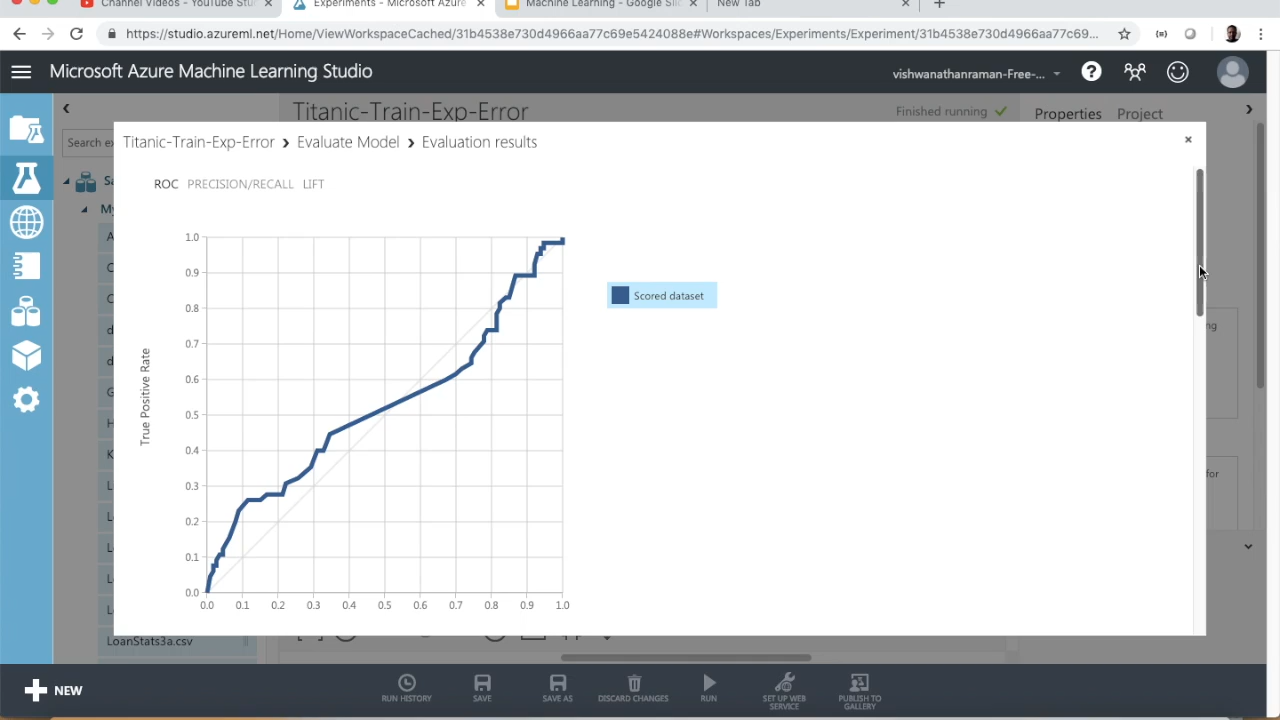 Channel Videos - YouTube Stu
Experiments - Microsoft Azure
Machine Learning - Google Slid
New Tab
https://studio.azureml.net/Home/ViewWorkspaceCached/31b4538e730d4966aa77c69e5424088e#Workspaces/Experiments/Experiment/31b4538e730d4966aa77c69...
Microsoft Azure Machine Learning Studio
vishwanathraman-Free-...
Titanic-Train-Exp-Error
Finished running
Properties Project
Search ex
Sa
My
Titanic-Train-Exp-Error › Evaluate Model › Evaluation results
ROC PRECISION/RECALL LIFT
1.0
0.9
0.8
0.7
0.6
0.5
0.4
0.3
0.2
0.1
0.0
True Positive Rate
0.0 0.1 0.2 0.3 0.4 0.5 0.6 0.7 0.8 0.9 1.0
Scored dataset
ng
for
LoanStats3a.csv
NEW
RUN HISTORY
SAVE
SAVE AS
DISCARD CHANGES
RUN
SET UP WEB
SERVICE
PUBLISH TO
GALLERY